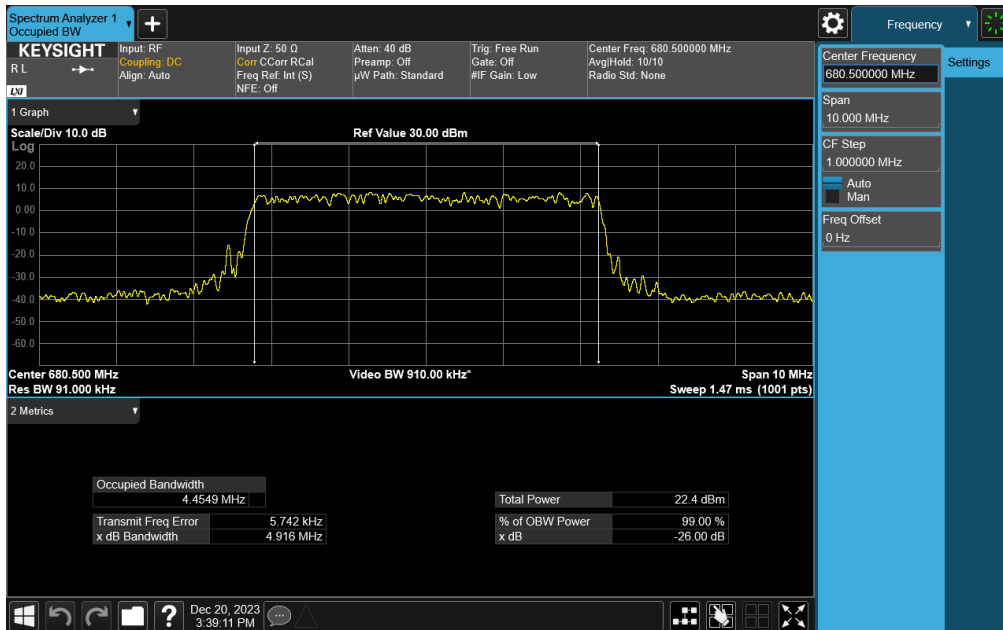 Spectrum Analyzer 1
Occupied BW
Frequency
KEYSIGHT
R L
LXI
Input: RF
Coupling: DC
Align: Auto
Input Z: 50 Ω
Corr CCorr RCal
Freq Ref: Int (S)
NFE: Off
Atten: 40 dB
Preamp: Off
µW Path: Standard
Trig: Free Run
Gate: Off
#IF Gain: Low
Center Freq: 680.500000 MHz
Avg|Hold: 10/10
Radio Std: None
Center Frequency
680.500000 MHz
Settings
Span
10.000 MHz
CF Step
1.000000 MHz
Auto
Man
Freq Offset
0 Hz
1 Graph
Scale/Div 10.0 dB
Ref Value 30.00 dBm
Log
20.0
10.0
0.00
-10.0
-20.0
-30.0
-40.0
-50.0
-60.0
Center 680.500 MHz
Video BW 910.00 kHz*
Span 10 MHz
Res BW 91.000 kHz
Sweep 1.47 ms (1001 pts)
2 Metrics
Occupied Bandwidth
4.4549 MHz
Transmit Freq Error 5.742 kHz
x dB Bandwidth 4.916 MHz
Total Power 22.4 dBm
% of OBW Power 99.00 %
x dB -26.00 dB
Dec 20, 2023
3:39:11 PM